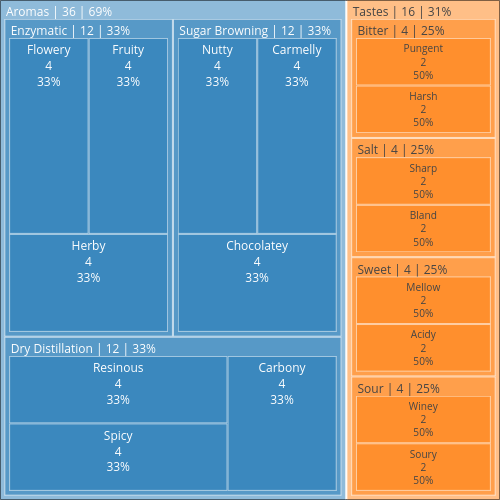 Aromas | 36 | 69%
Enzymatic | 12 | 33%
Flowery
4
33%
Fruity
4
33%
Herby
4
33%
Sugar Browning | 12 | 33%
Nutty
4
33%
Carmelly
4
33%
Chocolatey
4
33%
Dry Distillation | 12 | 33%
Resinous
4
33%
Spicy
4
33%
Carbony
4
33%
Tastes | 16 | 31%
Bitter | 4 | 25%
Pungent
2
50%
Harsh
2
50%
Salt | 4 | 25%
Sharp
2
50%
Bland
2
50%
Sweet | 4 | 25%
Mellow
2
50%
Acidy
2
50%
Sour | 4 | 25%
Winey
2
50%
Soury
2
50%